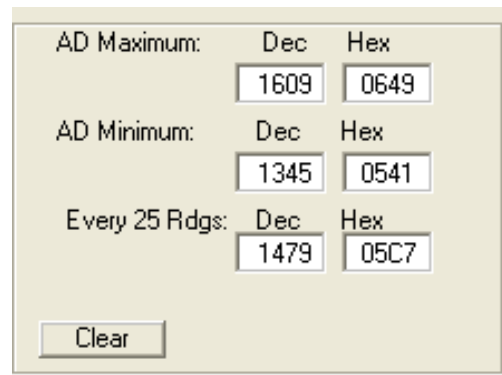 AD Maximum: Dec Hex
1609 0649
AD Minimum: Dec Hex
1345 0541
Every 25 Rdgs: Dec Hex
1479 05C7
Clear